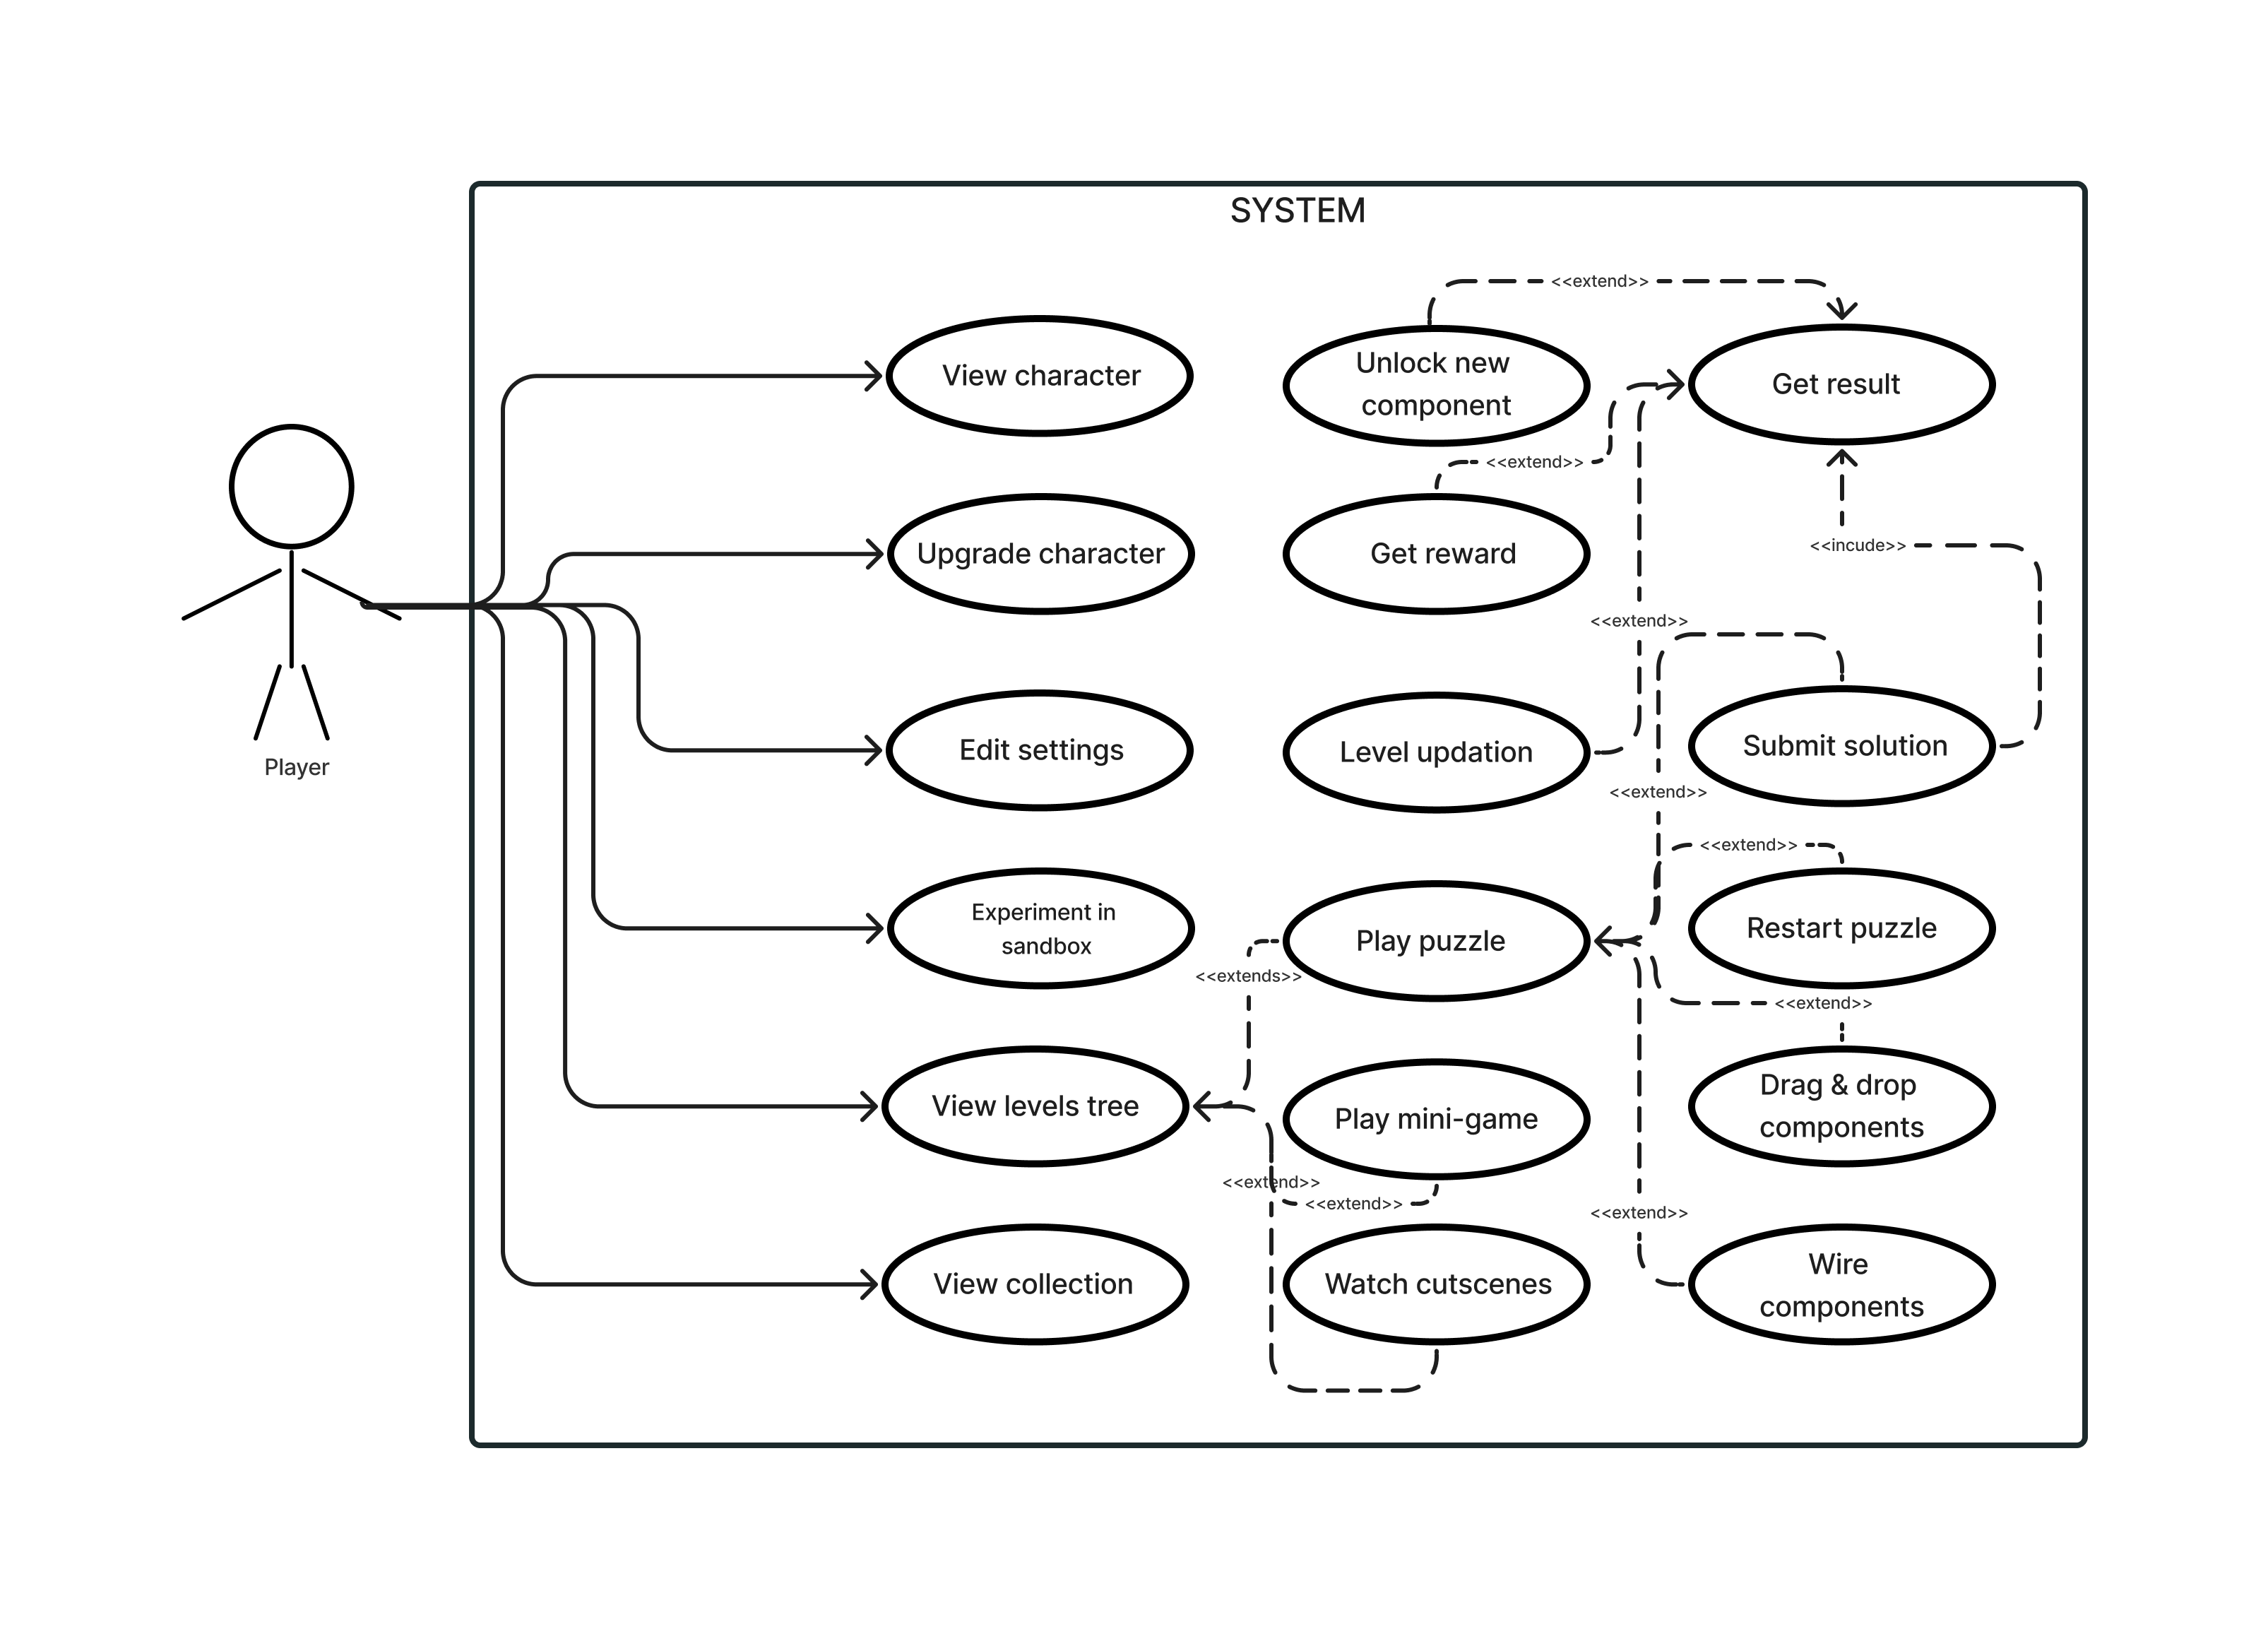 SYSTEM
<<extend>>
View character
Unlock new
component
Get result
<<extend>>
<<incude>>
Upgrade character
Get reward
<<extend>>
Player
Edit settings
Level updation
Submit solution
<<extend>>
<<extend>>
Experiment in
sandbox
Play puzzle
Restart puzzle
<<extends>>
<<extend>>
View levels tree
Play mini-game
Drag & drop
components
<<extend>>
<<extend>>
<<extend>>
View collection
Watch cutscenes
Wire
components